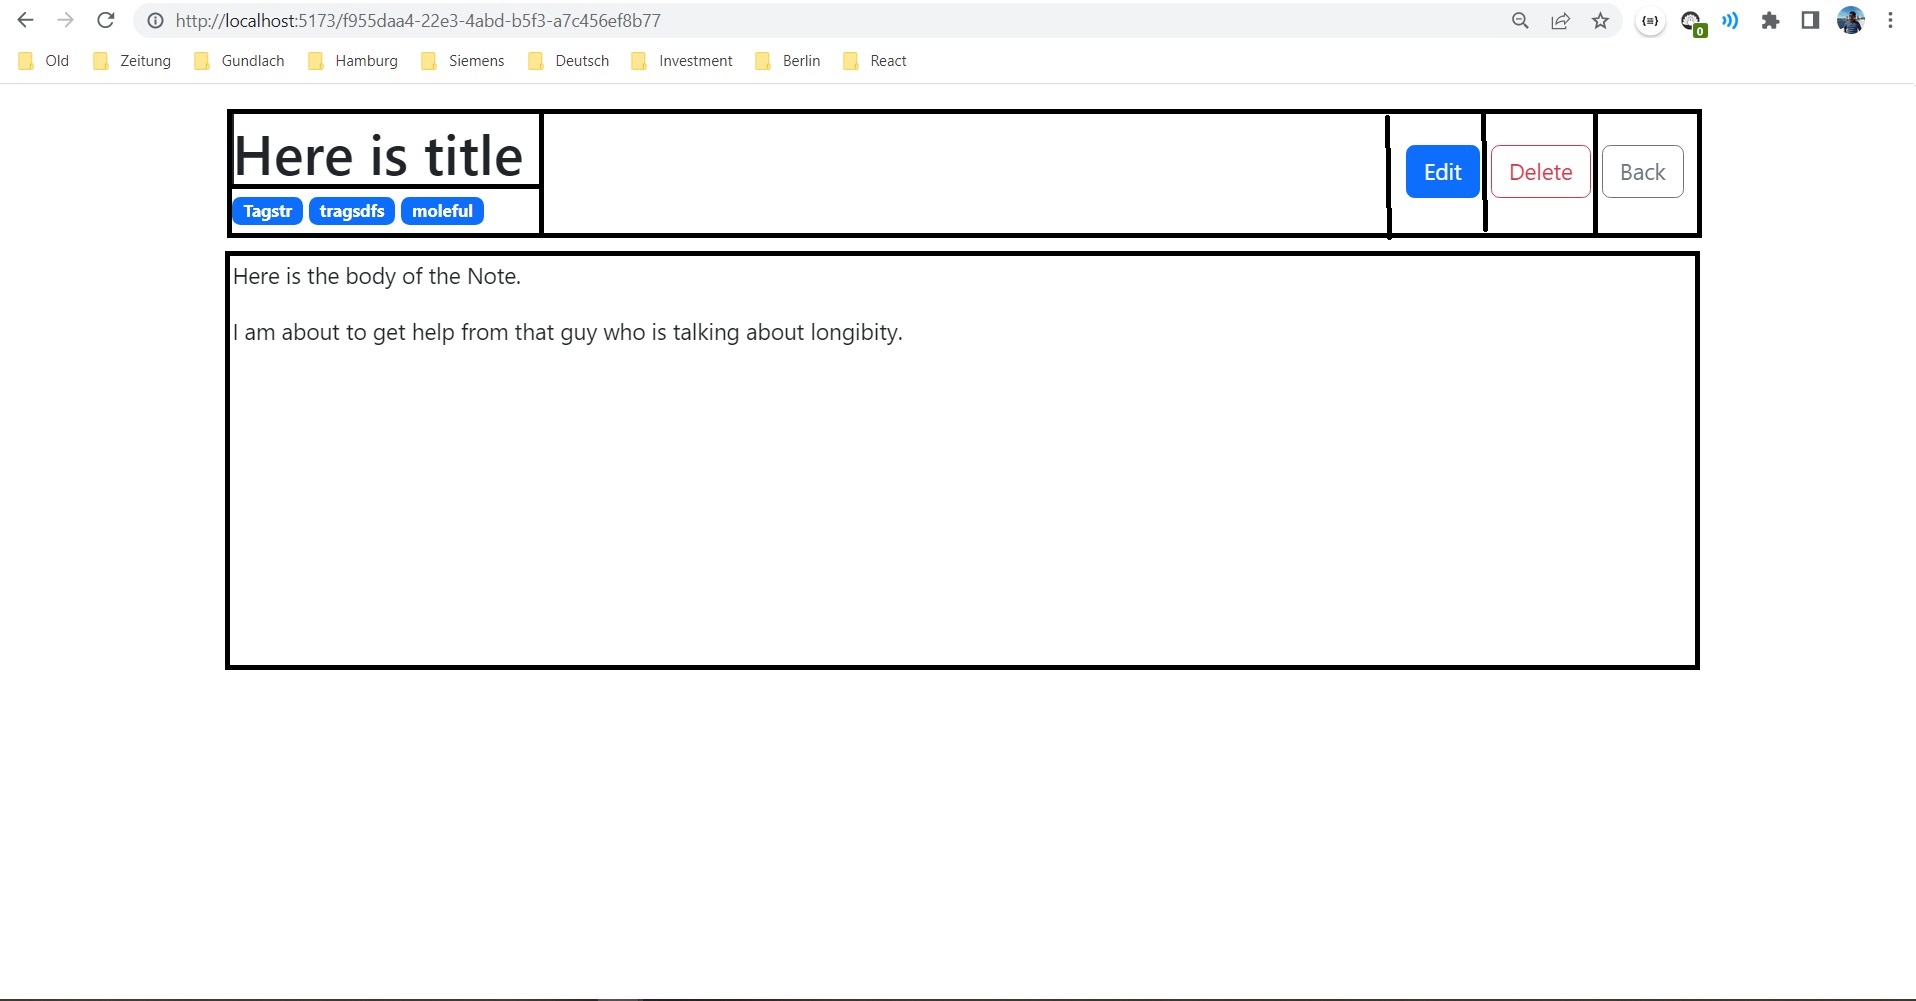 http://localhost:5173/f955daa4-22e3-4abd-b5f3-a7c456ef8b77
0
Old Zeitung Gundlach Hamburg Siemens Deutsch Investment Berlin React
Here is title
Edit Delete Back
Tagstr tragsdfs moleful
Here is the body of the Note.
I am about to get help from that guy who is talking about longibity.